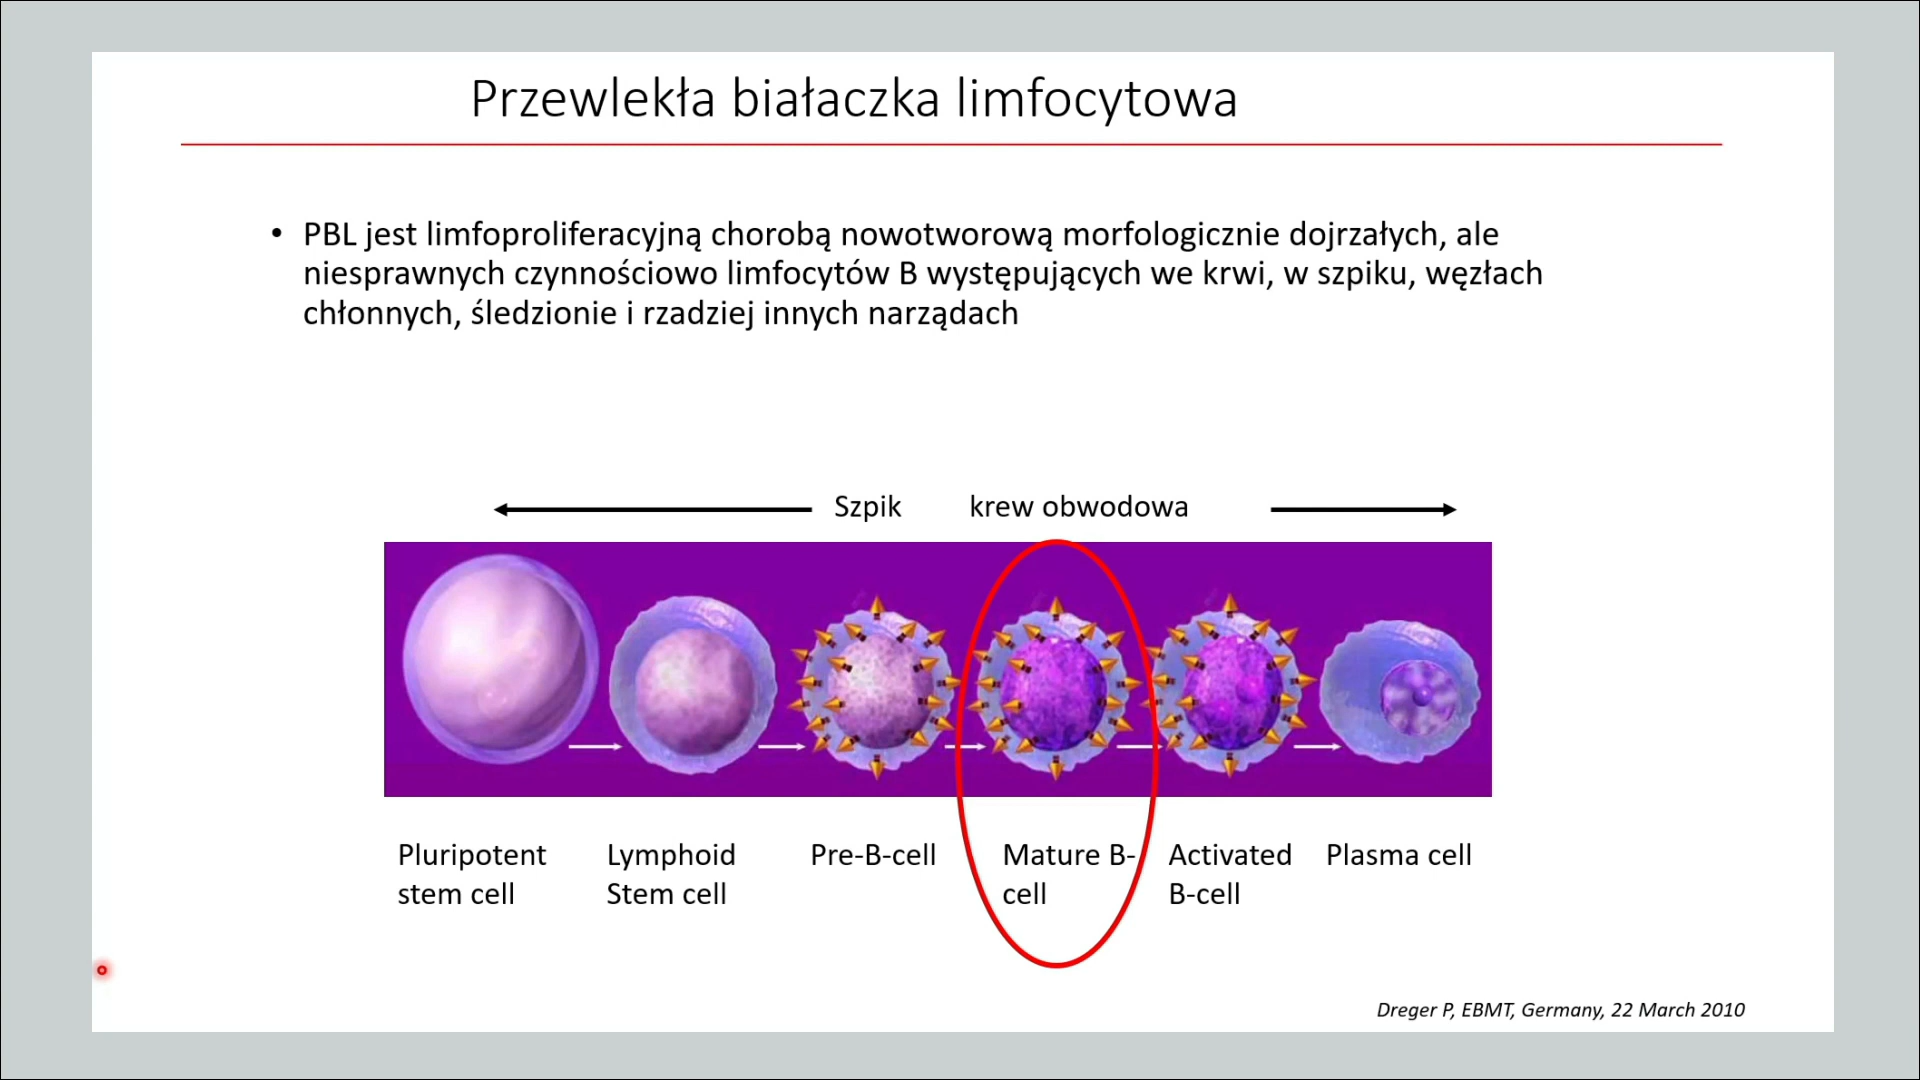 Przewlekła białaczka limfocytowa
• PBL jest limfoproliferacyjną chorobą nowotworową morfologicznie dojrzałych, ale
niesprawnych czynnościowo limfocytów B występujących we krwi, w szpiku, węzłach
chłonnych, śledzionie i rzadziej innych narządach
Szpik krew obwodowa
Pluripotent stem cell
Lymphoid Stem cell
Pre-B-cell
Mature B-cell
Activated B-cell
Plasma cell
Dreger P, EBMT, Germany, 22 March 2010